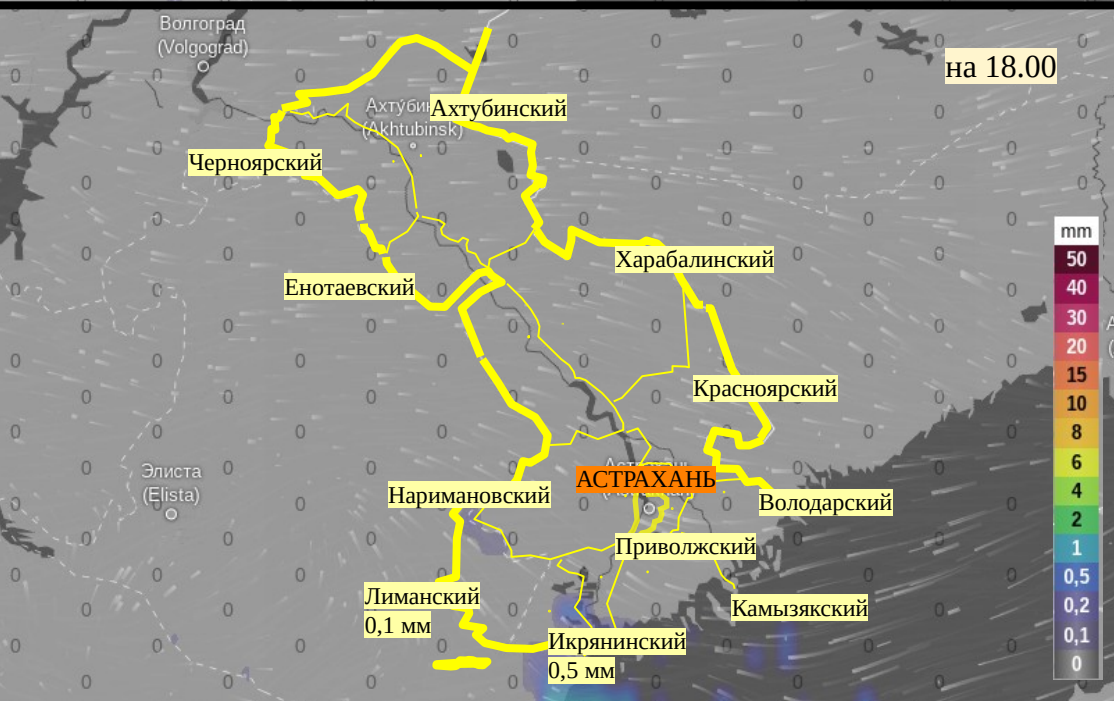 Волгоград
(Volgograd)
на 18.00
Ахтубинский
(Akhtubinsk)
Черноярский
Харабалинский
Енотаевский
mm
50
40
30
20
15
10
8
6
4
2
1
0,5
0,2
0,1
0
Красноярский
Элиста
(Elista)
АСТРАХАНЬ
Наримановский
Володарский
Приволжский
Лиманский
0,1 мм
Камызякский
Икрянинский
0,5 мм